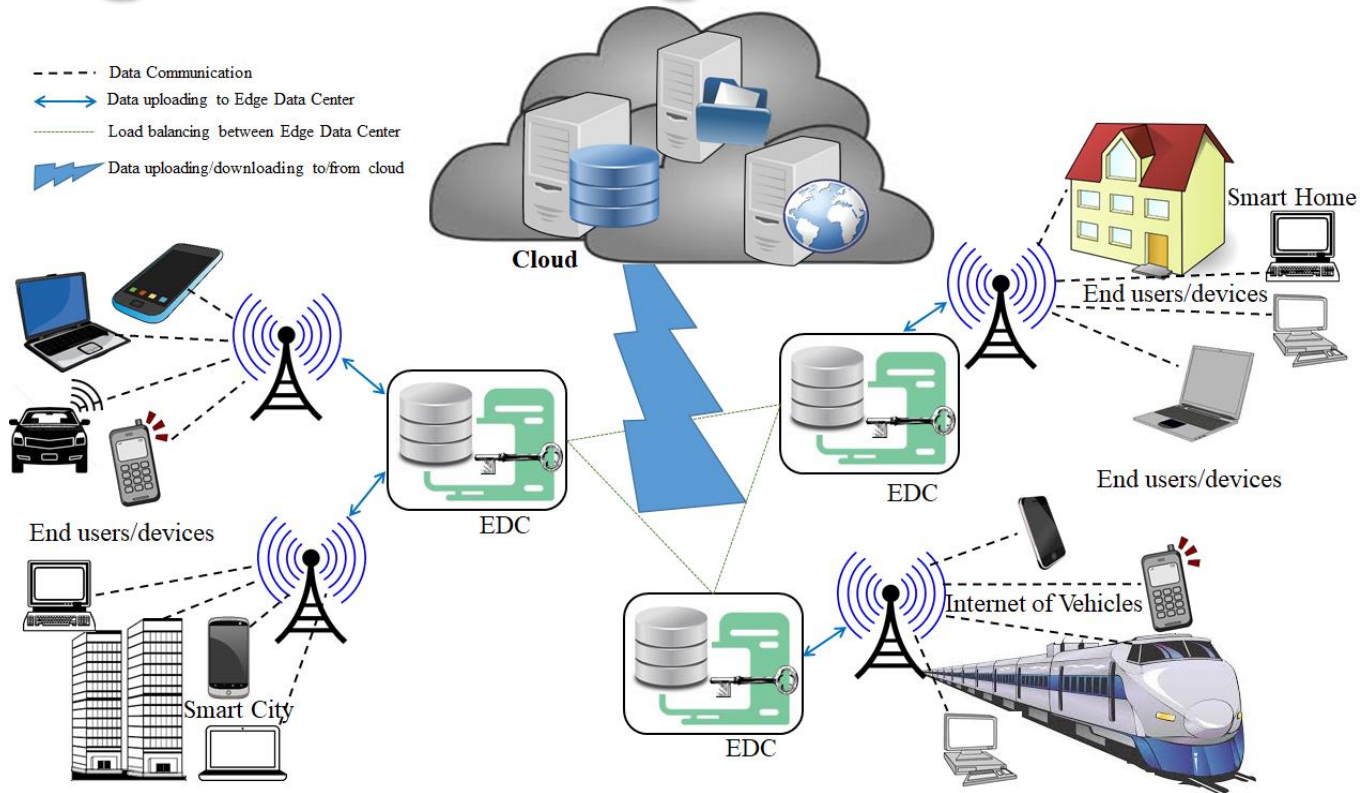 Data Communication
Data uploading to Edge Data Center
Load balancing between Edge Data Center
Data uploading/downloading to/from cloud
Cloud
Smart Home
End users/devices
EDC
End users/devices
EDC
End users/devices
Internet of Vehicles
Smart City
EDC